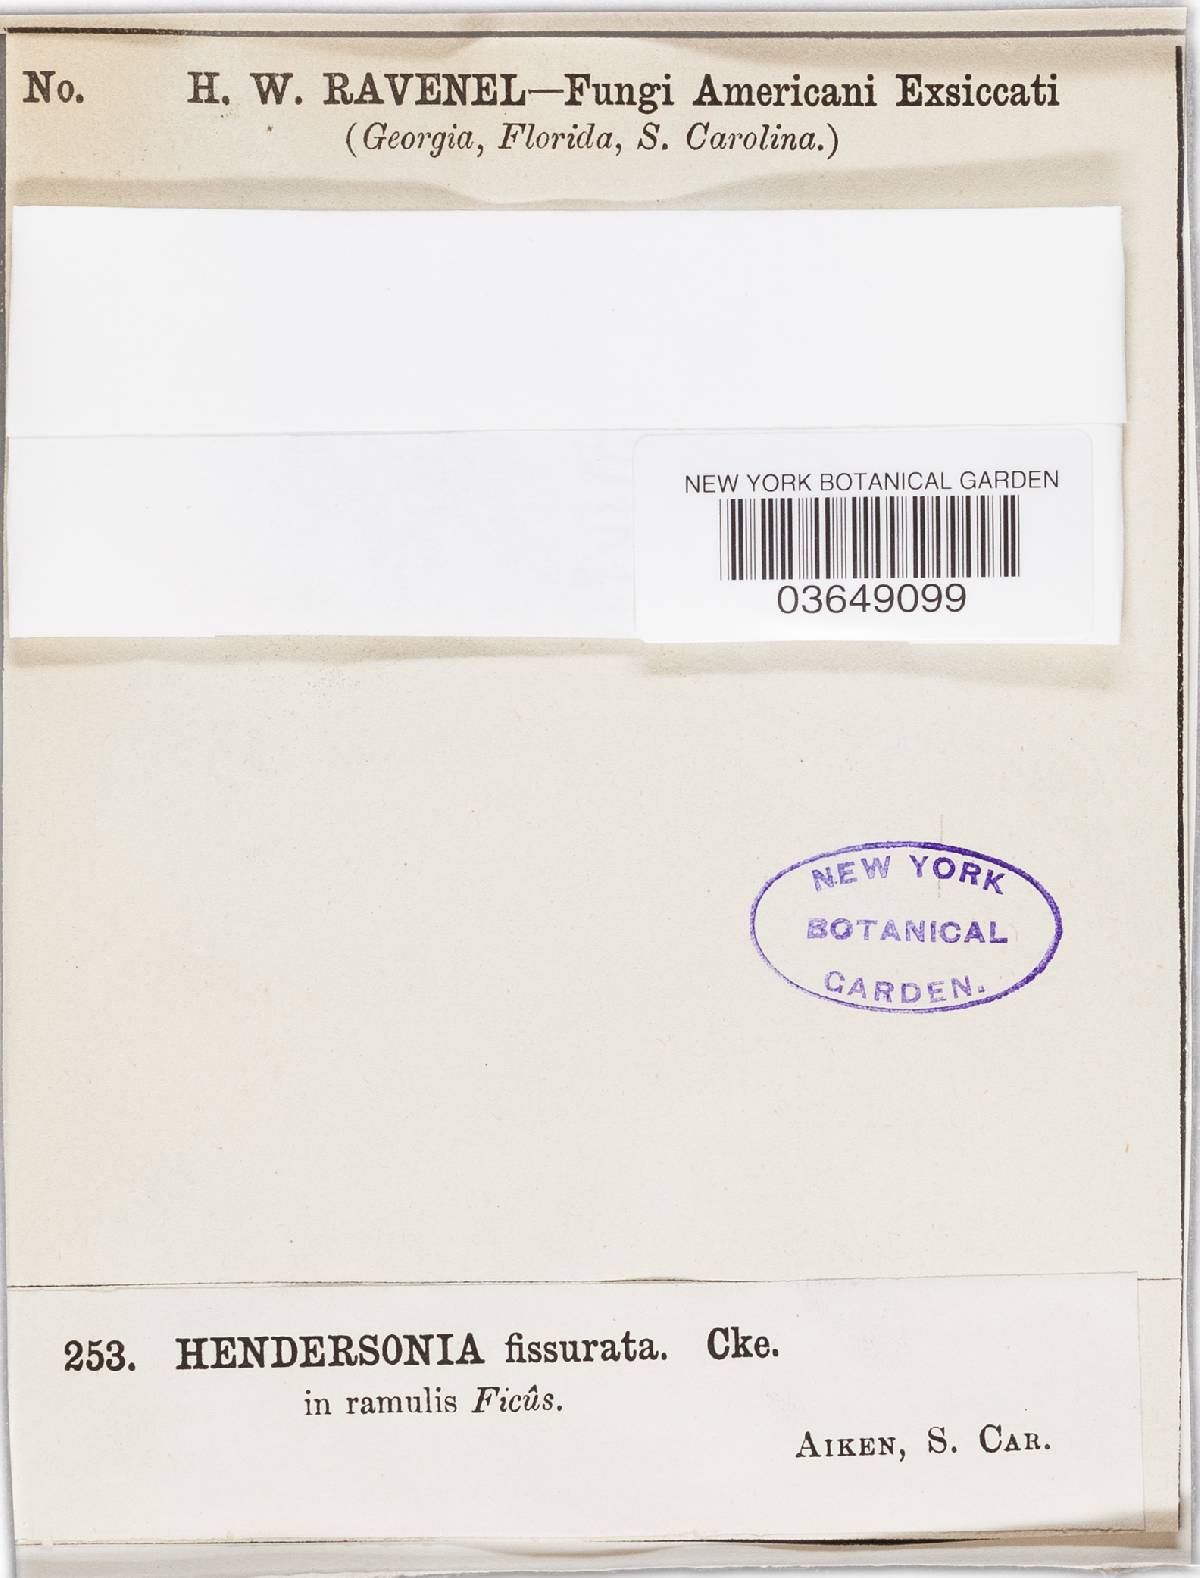 No. H. W. RAVENEL—Fungi Americani Exsiccati
(Georgia, Florida, S. Carolina.)
NEW YORK BOTANICAL GARDEN
03649099
NEW YORK
BOTANICAL
GARDEN.
253. HENDERSONIA fissurata. Cke.
in ramulis Ficûs.
AIKEN, S. CAR.